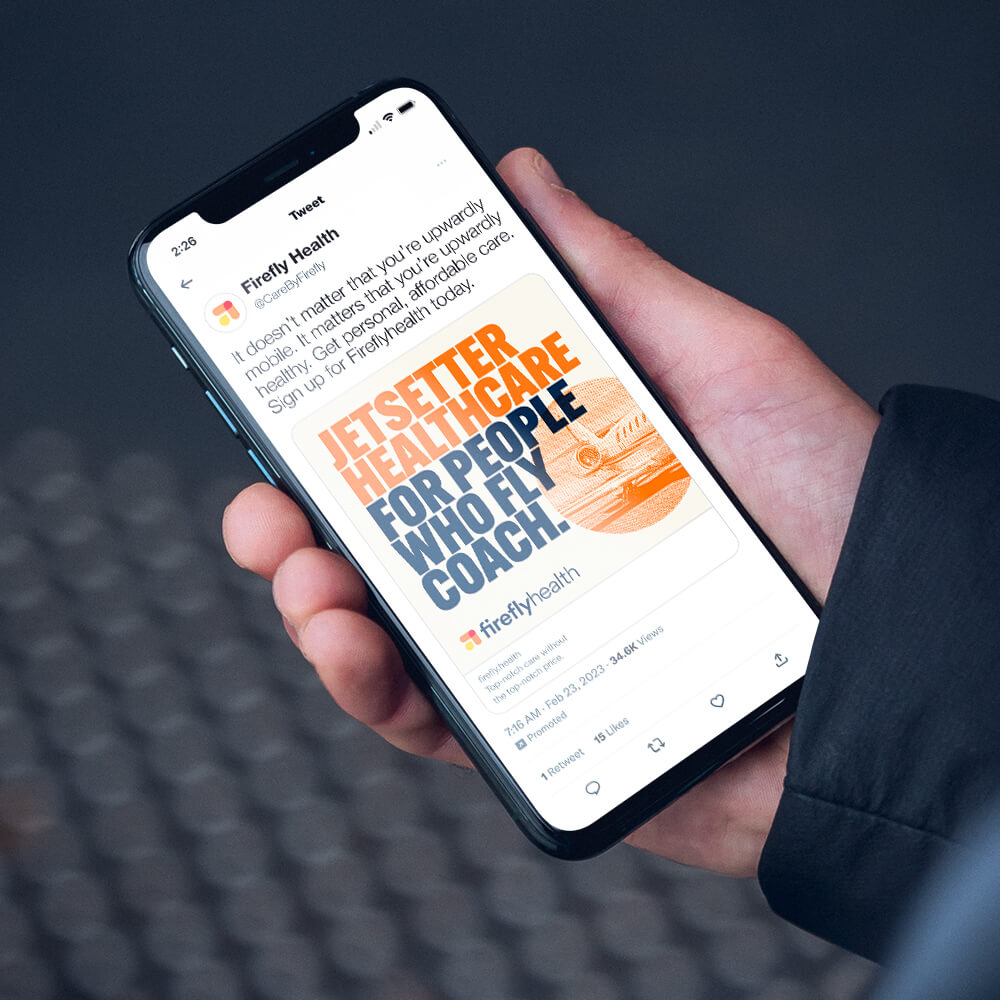 2:26
Tweet
Firefly Health
@CareByFirefly
It doesn't matter that you're upwardly
mobile. It matters that you're upwardly
healthy. Get personal, affordable care.
Sign up for Fireflyhealth today.
JETSETTER
HEALTHCARE
FOR PEOPLE
WHO FLY
COACH.
fireflyhealth
firefly.health
Top-notch care without
the top-notch price.
7:16 AM · Feb 23, 2023 · 34.6K Views
Promoted
1 Retweet 15 Likes